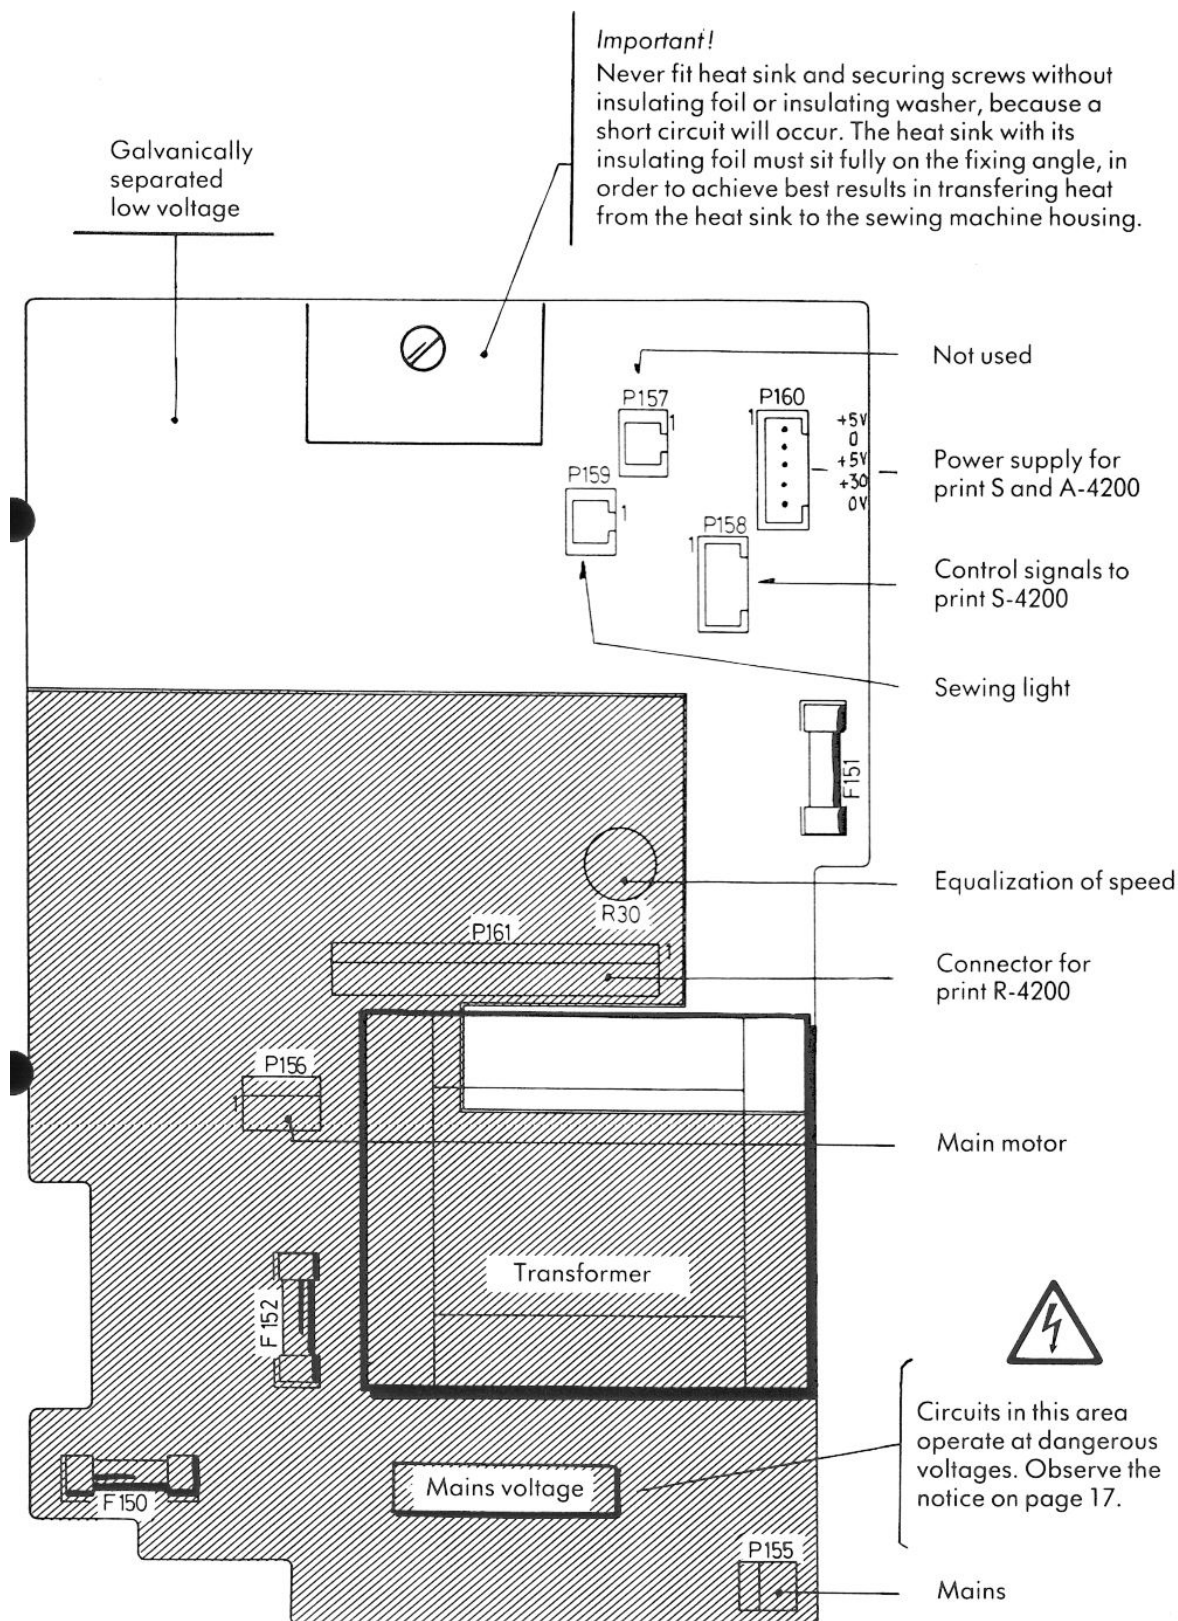 Important!
Never fit heat sink and securing screws without
insulating foil or insulating washer, because a
short circuit will occur. The heat sink with its
insulating foil must sit fully on the fixing angle, in
order to achieve best results in transfering heat
from the heat sink to the sewing machine housing.
Galvanically
separated
low voltage
Not used
P157
1
P160
1
+5V
0
+5V
+30
0V
Power supply for
print S and A-4200
P159
1
P158
1
Control signals to
print S-4200
Sewing light
F151
Equalization of speed
R30
P161
1
Connector for
print R-4200
P156
1
Main motor
Transformer
F152
Circuits in this area
operate at dangerous
voltages. Observe the
notice on page 17.
Mains voltage
F150
P155
Mains